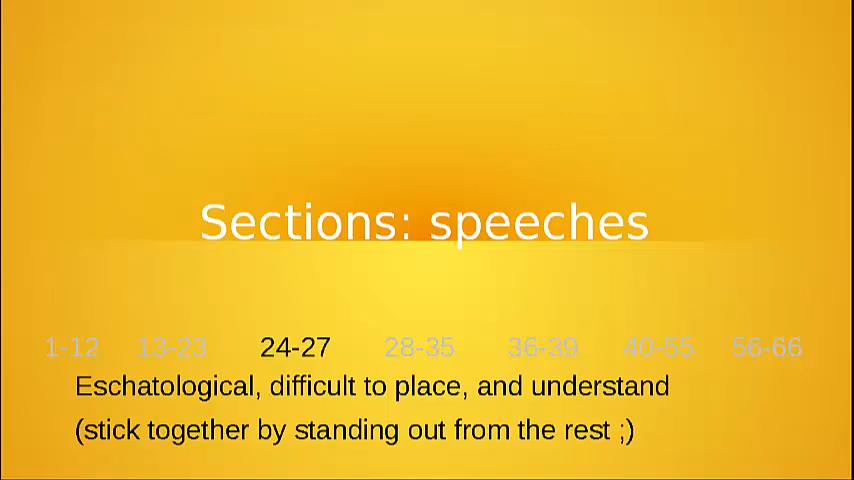 Sections: speeches
1-12 13-23 24-27 28-35 36-39 40-55 56-66
Eschatological, difficult to place, and understand
(stick together by standing out from the rest ;)